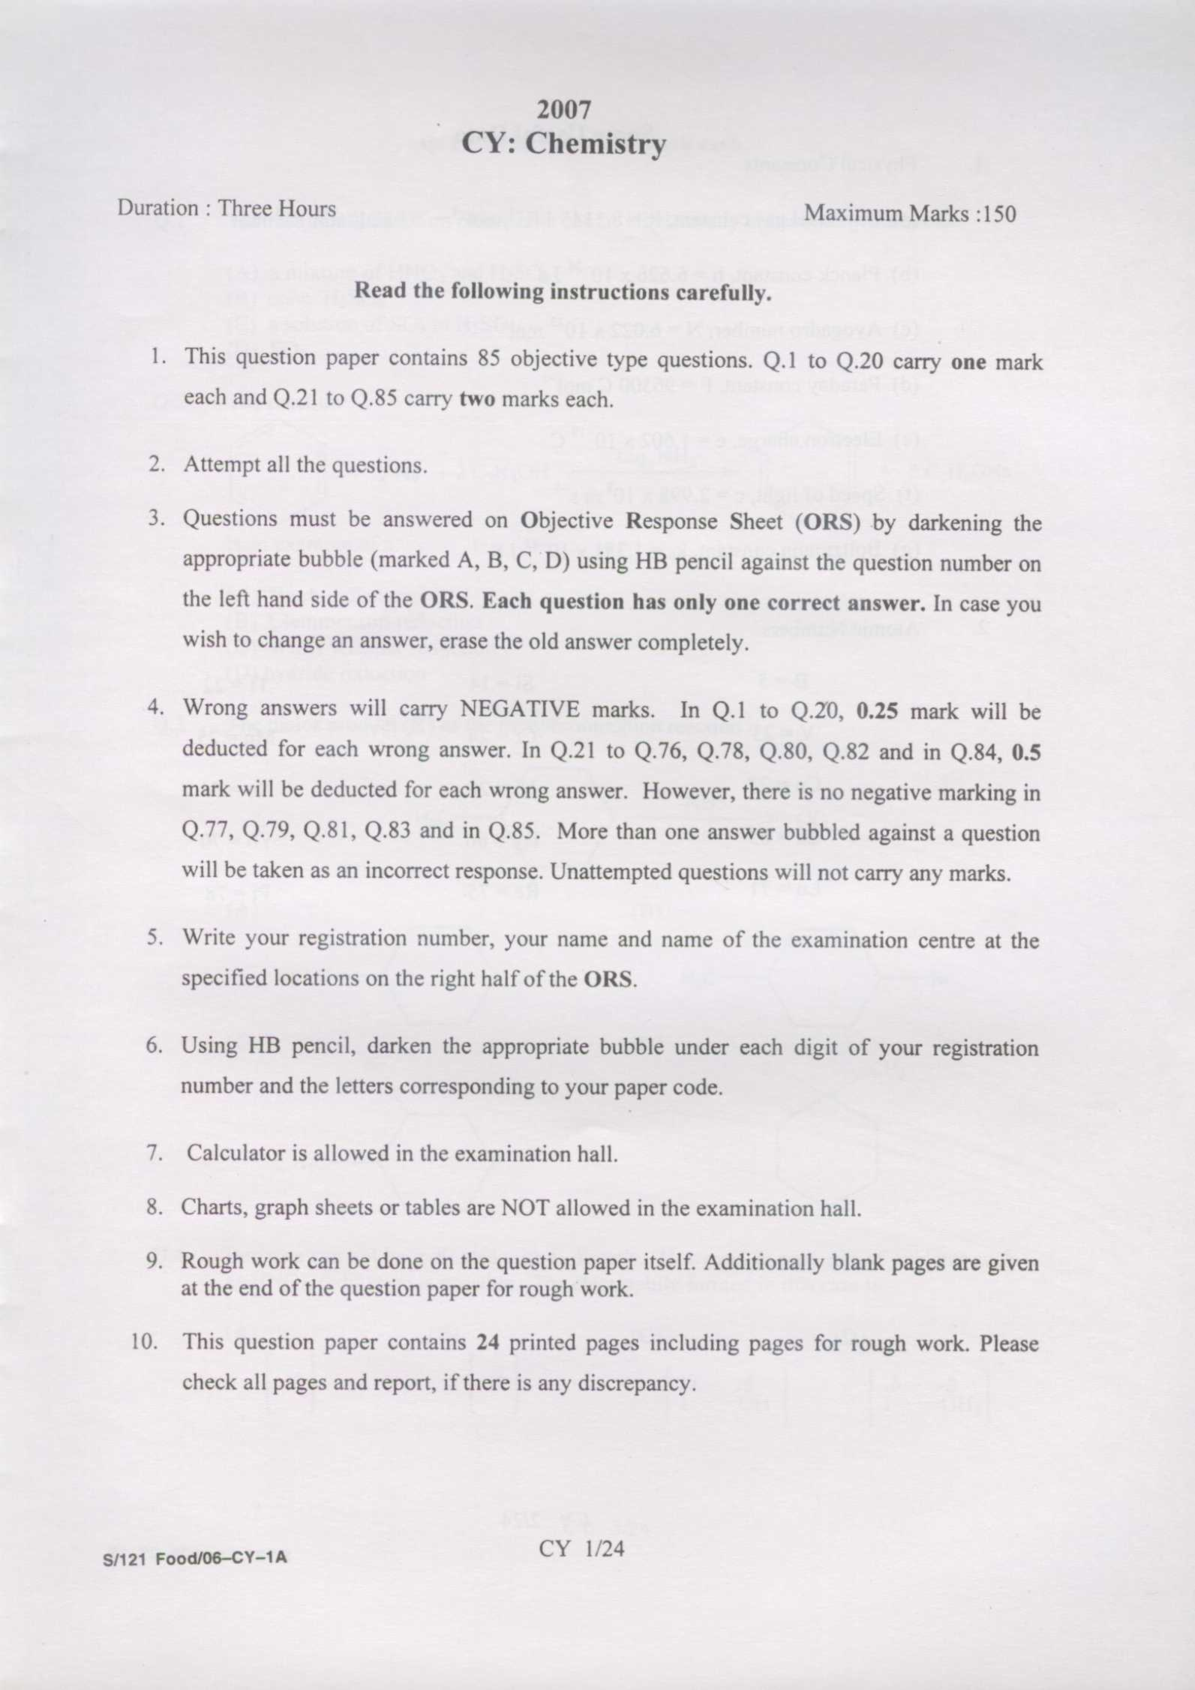 2007
CY: Chemistry
Duration : Three Hours
Maximum Marks :150
Read the following instructions carefully.
1. This question paper contains 85 objective type questions. Q.1 to Q.20 carry one mark
each and Q.21 to Q.85 carry two marks each.
2. Attempt all the questions.
3. Questions must be answered on Objective Response Sheet (ORS) by darkening the
appropriate bubble (marked A, B, C, D) using HB pencil against the question number on
the left hand side of the ORS. Each question has only one correct answer. In case you
wish to change an answer, erase the old answer completely.
4. Wrong answers will carry NEGATIVE marks. In Q.1 to Q.20, 0.25 mark will be
deducted for each wrong answer. In Q.21 to Q.76, Q.78, Q.80, Q.82 and in Q.84, 0.5
mark will be deducted for each wrong answer. However, there is no negative marking in
Q.77, Q.79, Q.81, Q.83 and in Q.85. More than one answer bubbled against a question
will be taken as an incorrect response. Unattempted questions will not carry any marks.
5. Write your registration number, your name and name of the examination centre at the
specified locations on the right half of the ORS.
6. Using HB pencil, darken the appropriate bubble under each digit of your registration
number and the letters corresponding to your paper code.
7. Calculator is allowed in the examination hall.
8. Charts, graph sheets or tables are NOT allowed in the examination hall.
9. Rough work can be done on the question paper itself. Additionally blank pages are given
at the end of the question paper for rough work.
10. This question paper contains 24 printed pages including pages for rough work. Please
check all pages and report, if there is any discrepancy.
S/121 Food/06–CY–1A
CY 1/24